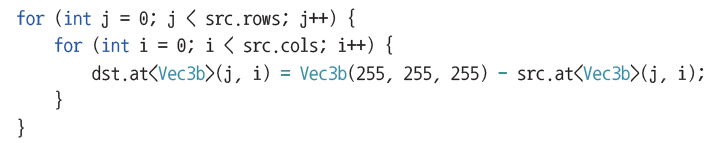 for (int j = 0; j < src.rows; j++) {
    for (int i = 0; i < src.cols; i++) {
        dst.at<Vec3b>(j, i) = Vec3b(255, 255, 255) - src.at<Vec3b>(j, i);
    }
}